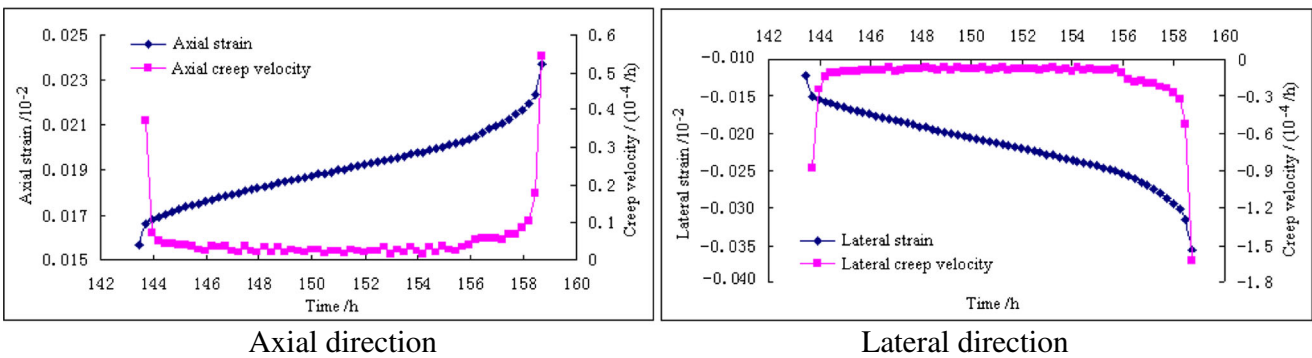 0.025
0.023
0.021
0.019
0.017
0.015
Axial strain /10⁻²
Axial strain
Axial creep velocity
0.6
0.5
0.4
0.3
0.2
0.1
0
Creep velocity / (10⁻⁴/h)
142 144 146 148 150 152 154 156 158 160
Time /h
Axial direction
142 144 146 148 150 152 154 156 158 160
-0.010
-0.015
-0.020
-0.025
-0.030
-0.035
-0.040
Lateral strain /10⁻²
Lateral strain
Lateral creep velocity
0
-0.3
-0.6
-0.9
-1.2
-1.5
-1.8
Creep velocity / (10⁻⁴/h)
Time /h
Lateral direction